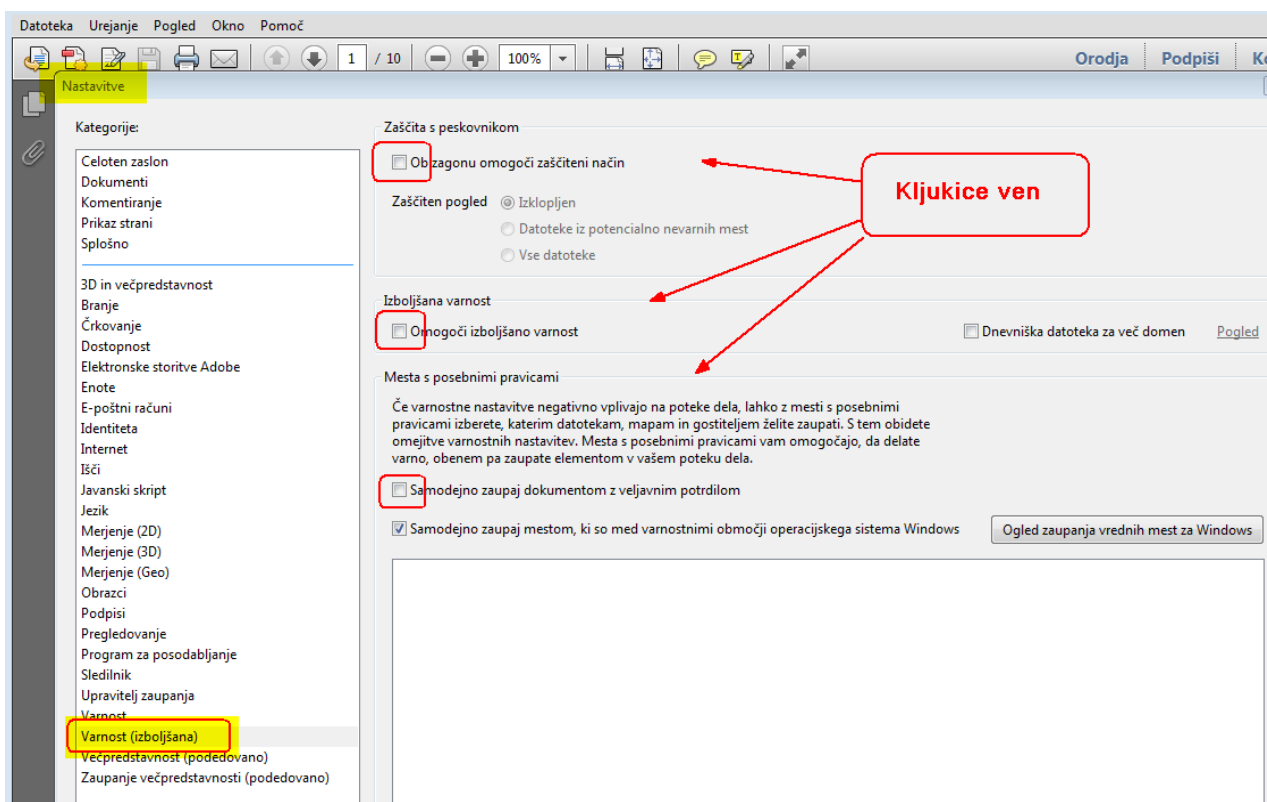 Datoteka Urejanje Pogled Okno Pomoč
1 / 10 100% Orodja Podpiši
Nastavitve
Kategorije:
Celoten zaslon
Dokumenti
Komentiranje
Prikaz strani
Splošno
3D in večpredstavnost
Branje
Črkovanje
Dostopnost
Elektronske storitve Adobe
Enote
E-poštni računi
Identiteta
Internet
Išči
Javanski skript
Jezik
Merjenje (2D)
Merjenje (3D)
Merjenje (Geo)
Obrazci
Podpisi
Pregledovanje
Program za posodabljanje
Sledilnik
Upravitelj zaupanja
Varnost
Varnost (izboljšana)
Večpredstavnost (podedovano)
Zaupanje večpredstavnosti (podedovano)
Zaščita s peskovnikom
Ob zagonu omogoči zaščiteni način
Kljukice ven
Zaščiten pogled Izklopljen
Datoteke iz potencialno nevarnih mest
Vse datoteke
Izboljšana varnost
Omogoči izboljšano varnost Dnevniška datoteka za več domen Pogled
Mesta s posebnimi pravicami
Če varnostne nastavitve negativno vplivajo na poteke dela, lahko z mesti s posebnimi
pravicami izberete, katerim datotekam, mapam in gostiteljem želite zaupati. S tem obidete
omejitve varnostnih nastavitev. Mesta s posebnimi pravicami vam omogočajo, da delate
varno, obenem pa zaupate elementom v vašem poteku dela.
Samodejno zaupaj dokumentom z veljavnim potrdilom
Samodejno zaupaj mestom, ki so med varnostnimi območji operacijskega sistema Windows Ogled zaupanja vrednih mest za Windows